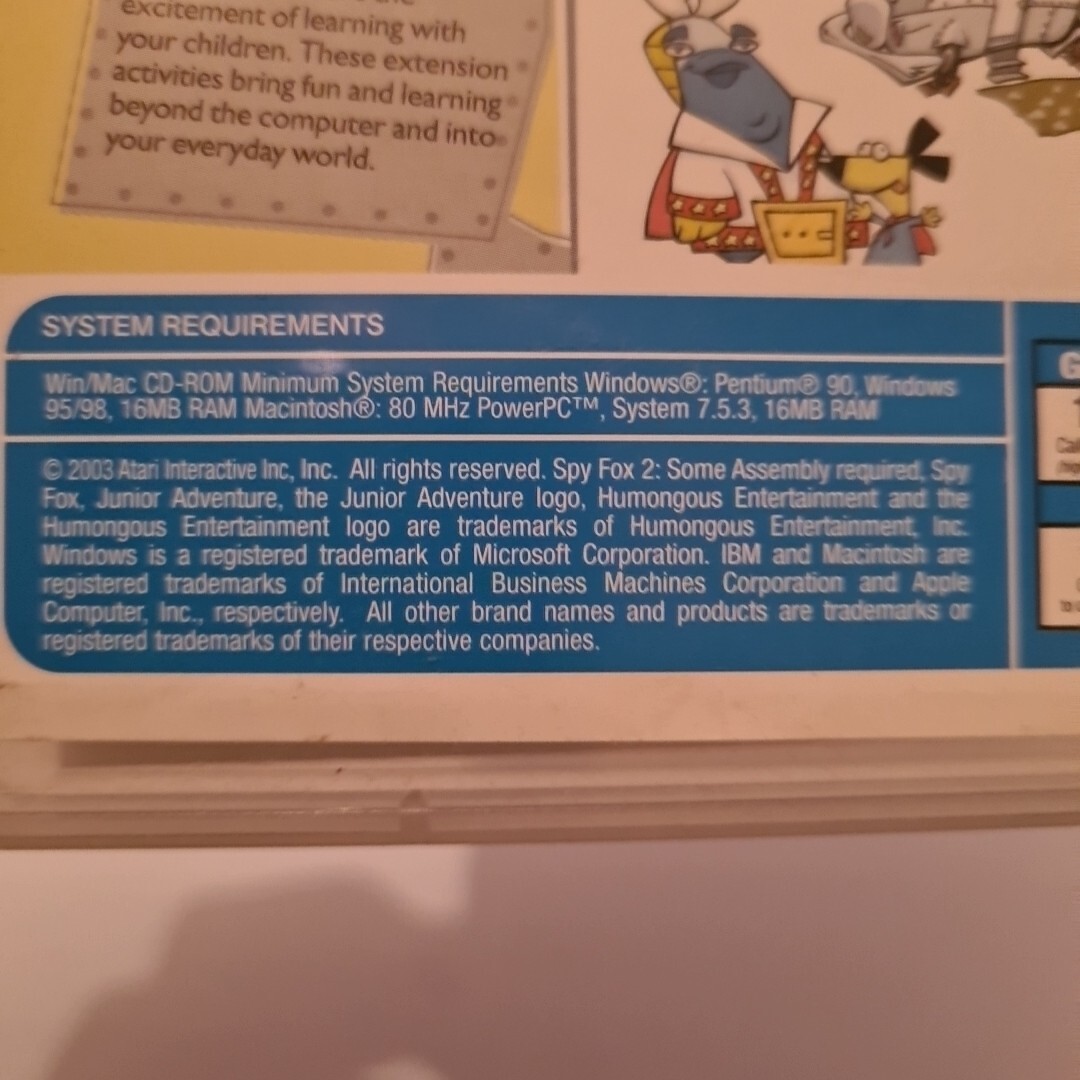 excitement of learning with
your children. These extension
activities bring fun and learning
beyond the computer and into
your everyday world.
SYSTEM REQUIREMENTS
Win/Mac CD-ROM Minimum System Requirements Windows®: Pentium® 90, Windows
95/98, 16MB RAM Macintosh®: 80 MHz PowerPC™, System 7.5.3, 16MB RAM
© 2003 Atari Interactive Inc, Inc. All rights reserved. Spy Fox 2: Some Assembly required, Spy
Fox, Junior Adventure, the Junior Adventure logo, Humongous Entertainment and the
Humongous Entertainment logo are trademarks of Humongous Entertainment, Inc.
Windows is a registered trademark of Microsoft Corporation. IBM and Macintosh are
registered trademarks of International Business Machines Corporation and Apple
Computer, Inc., respectively. All other brand names and products are trademarks or
registered trademarks of their respective companies.